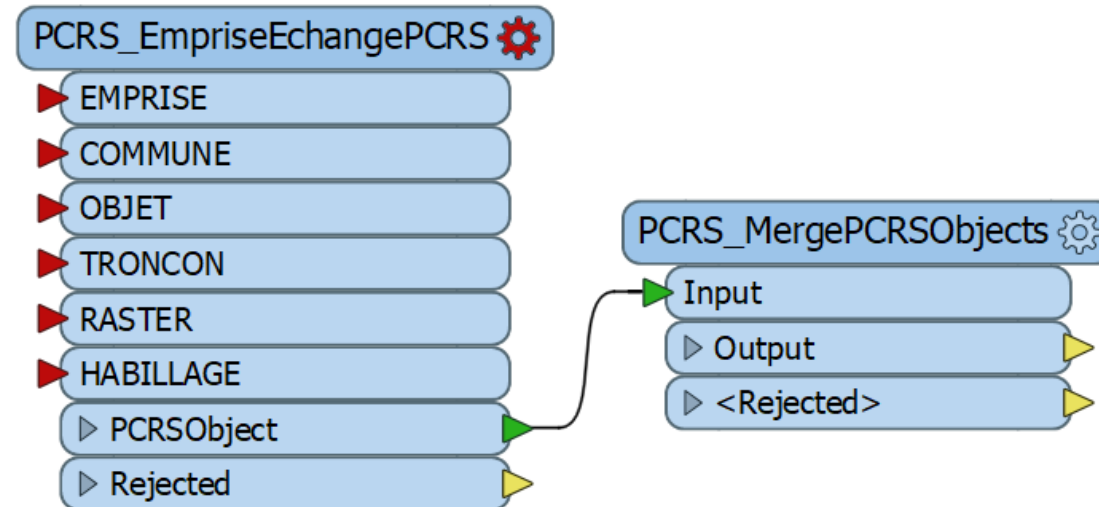 PCRS_EmpriseEchangePCRS
EMPRISE
COMMUNE
OBJET
TRONCON
RASTER
HABILLAGE
PCRSObject
Rejected
PCRS_MergePCRSObjects
Input
Output
<Rejected>